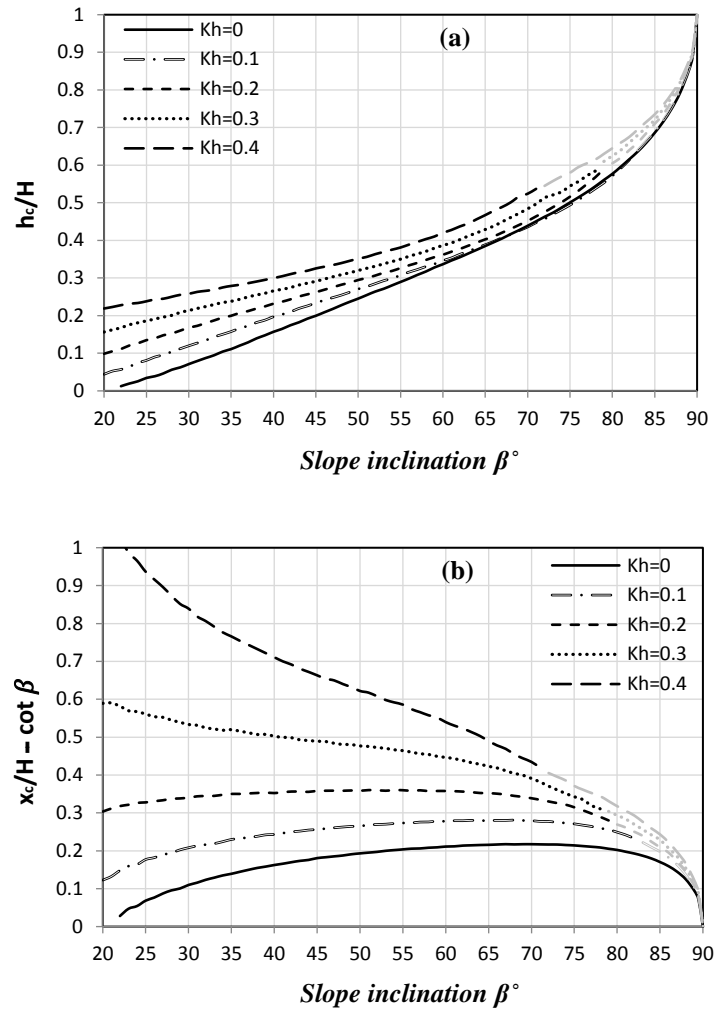 (a)
Kh=0
Kh=0.1
Kh=0.2
Kh=0.3
Kh=0.4
hc/H
1
0.9
0.8
0.7
0.6
0.5
0.4
0.3
0.2
0.1
0
20 25 30 35 40 45 50 55 60 65 70 75 80 85 90
Slope inclination β°
(b)
Kh=0
Kh=0.1
Kh=0.2
Kh=0.3
Kh=0.4
xc/H – cot β
1
0.9
0.8
0.7
0.6
0.5
0.4
0.3
0.2
0.1
0
20 25 30 35 40 45 50 55 60 65 70 75 80 85 90
Slope inclination β°